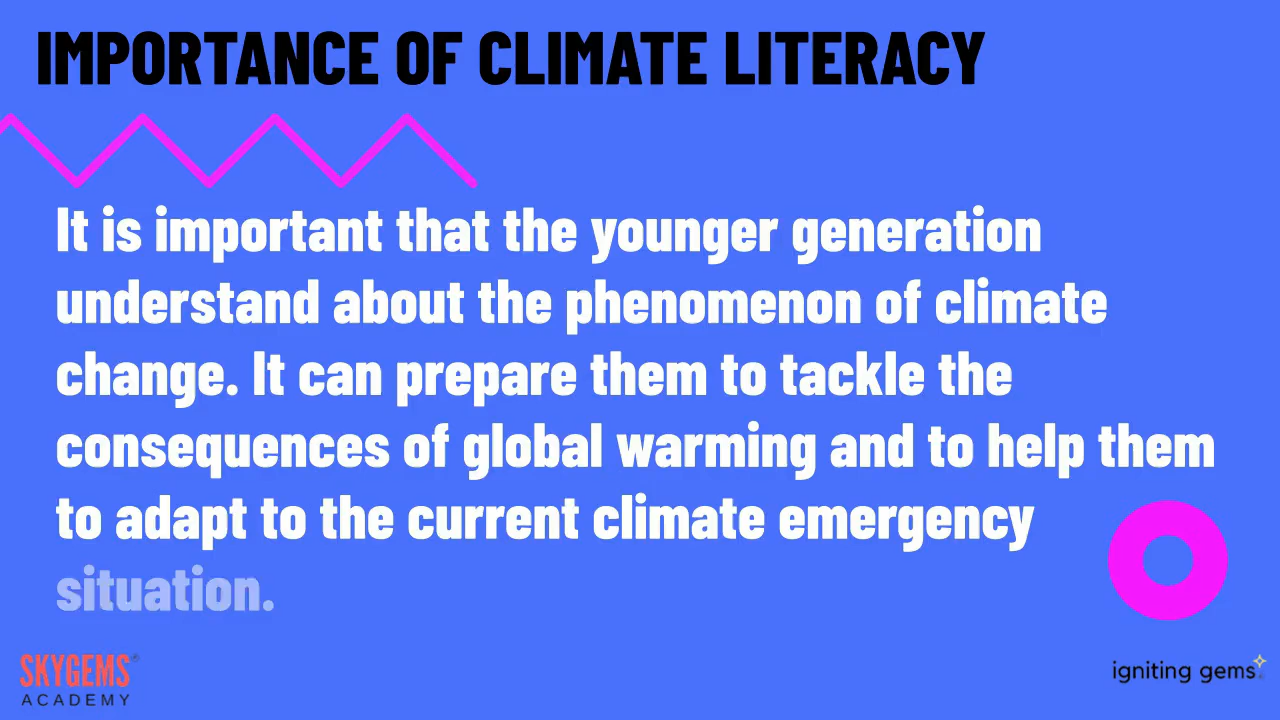 IMPORTANCE OF CLIMATE LITERACY
It is important that the younger generation
understand about the phenomenon of climate
change. It can prepare them to tackle the
consequences of global warming and to help them
to adapt to the current climate emergency
situation.
SKYGEMS
ACADEMY
igniting gems